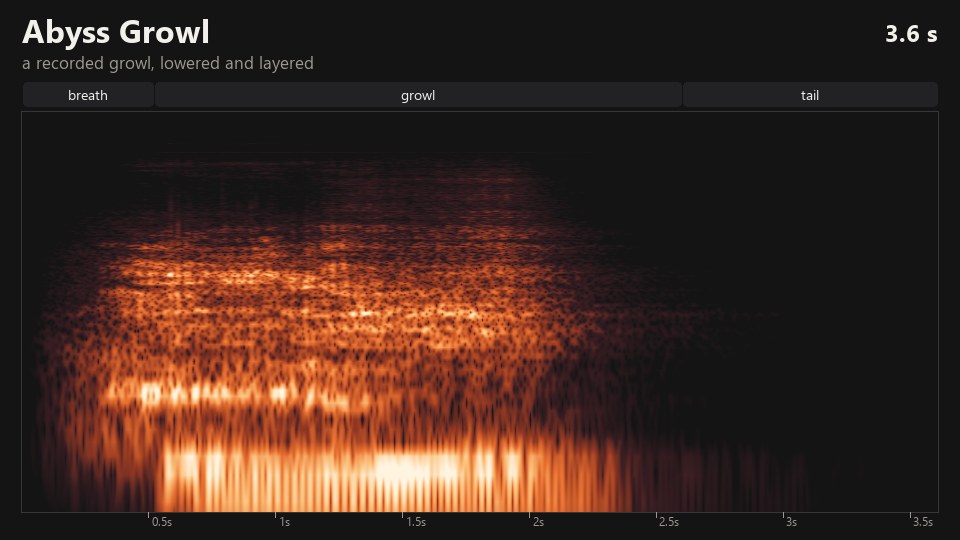 Abyss Growl
3.6 s
a recorded growl, lowered and layered
breath growl tail
0.5s 1s 1.5s 2s 2.5s 3s 3.5s